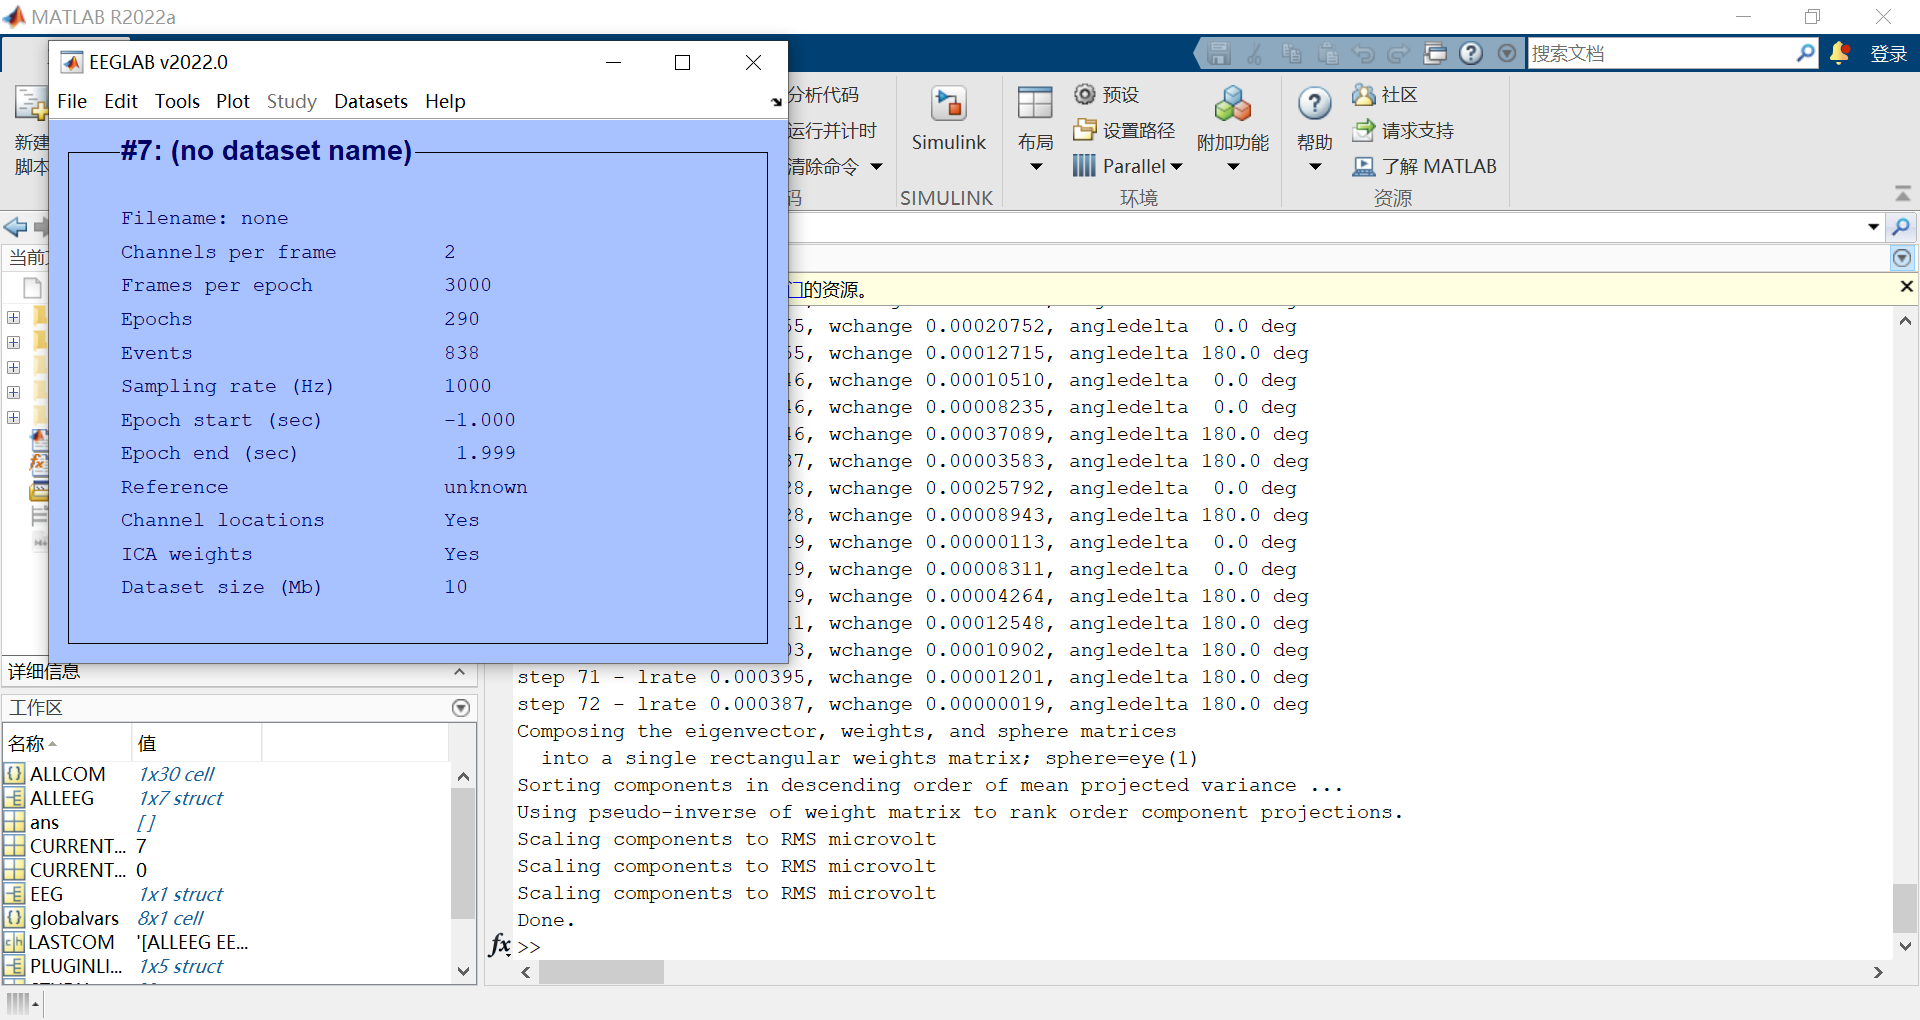 MATLAB R2022a
EEGLAB v2022.0
File Edit Tools Plot Study Datasets Help
#7: (no dataset name)
Filename: none
Channels per frame 2
Frames per epoch 3000
Epochs 290
Events 838
Sampling rate (Hz) 1000
Epoch start (sec) -1.000
Epoch end (sec) 1.999
Reference unknown
Channel locations Yes
ICA weights Yes
Dataset size (Mb) 10
搜索文档
登录
新建
脚本
分析代码
运行并计时
清除命令
码
Simulink
SIMULINK
布局
预设
设置路径
Parallel
附加功能
环境
帮助
社区
请求支持
了解 MATLAB
资源
当前
门的资源。
55, wchange 0.00020752, angledelta 0.0 deg
55, wchange 0.00012715, angledelta 180.0 deg
46, wchange 0.00010510, angledelta 0.0 deg
46, wchange 0.00008235, angledelta 0.0 deg
46, wchange 0.00037089, angledelta 180.0 deg
37, wchange 0.00003583, angledelta 180.0 deg
28, wchange 0.00025792, angledelta 0.0 deg
28, wchange 0.00008943, angledelta 180.0 deg
19, wchange 0.00000113, angledelta 0.0 deg
19, wchange 0.00008311, angledelta 0.0 deg
19, wchange 0.00004264, angledelta 180.0 deg
11, wchange 0.00012548, angledelta 180.0 deg
03, wchange 0.00010902, angledelta 180.0 deg
step 71 - lrate 0.000395, wchange 0.00001201, angledelta 180.0 deg
step 72 - lrate 0.000387, wchange 0.00000019, angledelta 180.0 deg
Composing the eigenvector, weights, and sphere matrices
into a single rectangular weights matrix; sphere=eye(1)
Sorting components in descending order of mean projected variance ...
Using pseudo-inverse of weight matrix to rank order component projections.
Scaling components to RMS microvolt
Scaling components to RMS microvolt
Scaling components to RMS microvolt
Done.
fx >>
详细信息
工作区
名称 值
ALLCOM 1x30 cell
ALLEEG 1x7 struct
ans []
CURRENT... 7
CURRENT... 0
EEG 1x1 struct
globalvars 8x1 cell
LASTCOM '[ALLEEG EE...
PLUGINLI... 1x5 struct